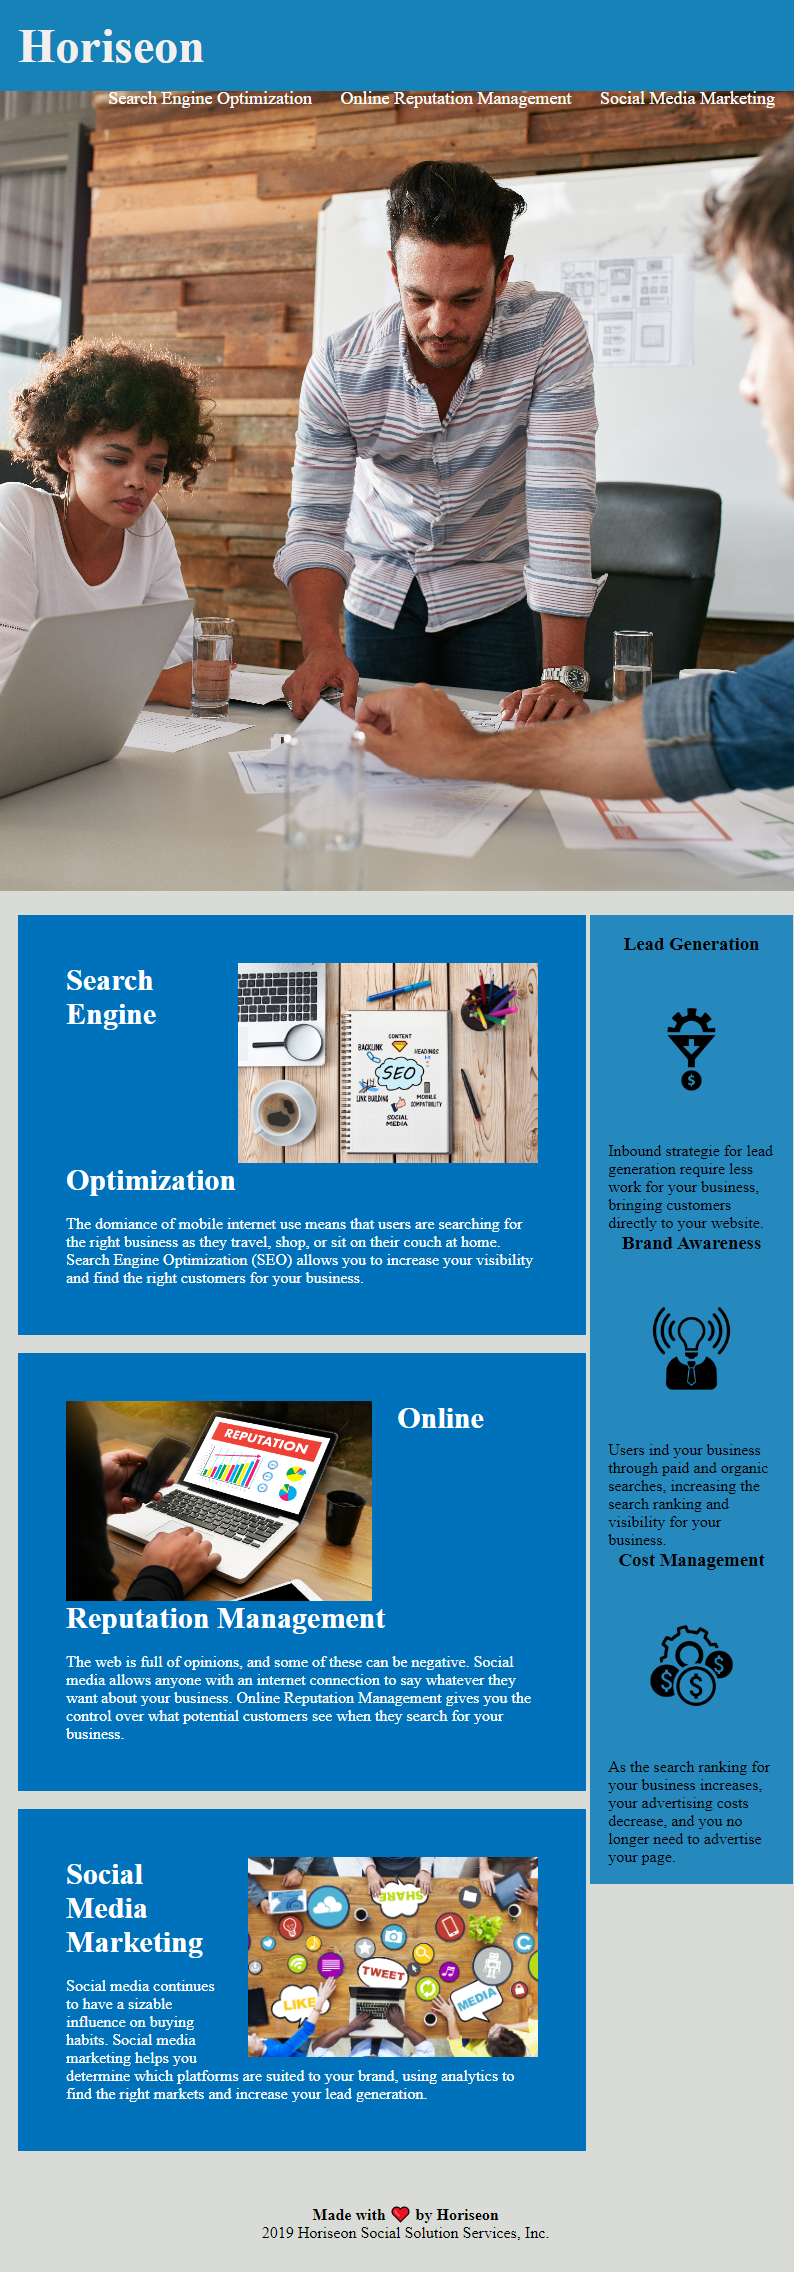 Horiseon
Search Engine Optimization Online Reputation Management Social Media Marketing
Search
Engine
Optimization
CONTENT
BACKLINK
HEADINGS
SEO
LINK BUILDING
MOBILE
COMPATIBILITY
SOCIAL
MEDIA
The domiance of mobile internet use means that users are searching for
the right business as they travel, shop, or sit on their couch at home.
Search Engine Optimization (SEO) allows you to increase your visibility
and find the right customers for your business.
REPUTATION
Online
Reputation Management
The web is full of opinions, and some of these can be negative. Social
media allows anyone with an internet connection to say whatever they
want about your business. Online Reputation Management gives you the
control over what potential customers see when they search for your
business.
Social
Media
Marketing
SHARE
TWEET
LIKE
MEDIA
Social media continues
to have a sizable
influence on buying
habits. Social media
marketing helps you
determine which platforms are suited to your brand, using analytics to
find the right markets and increase your lead generation.
Lead Generation
$
Inbound strategie for lead
generation require less
work for your business,
bringing customers
directly to your website.
Brand Awareness
Users ind your business
through paid and organic
searches, increasing the
search ranking and
visibility for your
business.
Cost Management
$ $ $
As the search ranking for
your business increases,
your advertising costs
decrease, and you no
longer need to advertise
your page.
Made with ❤️ by Horiseon
2019 Horiseon Social Solution Services, Inc.